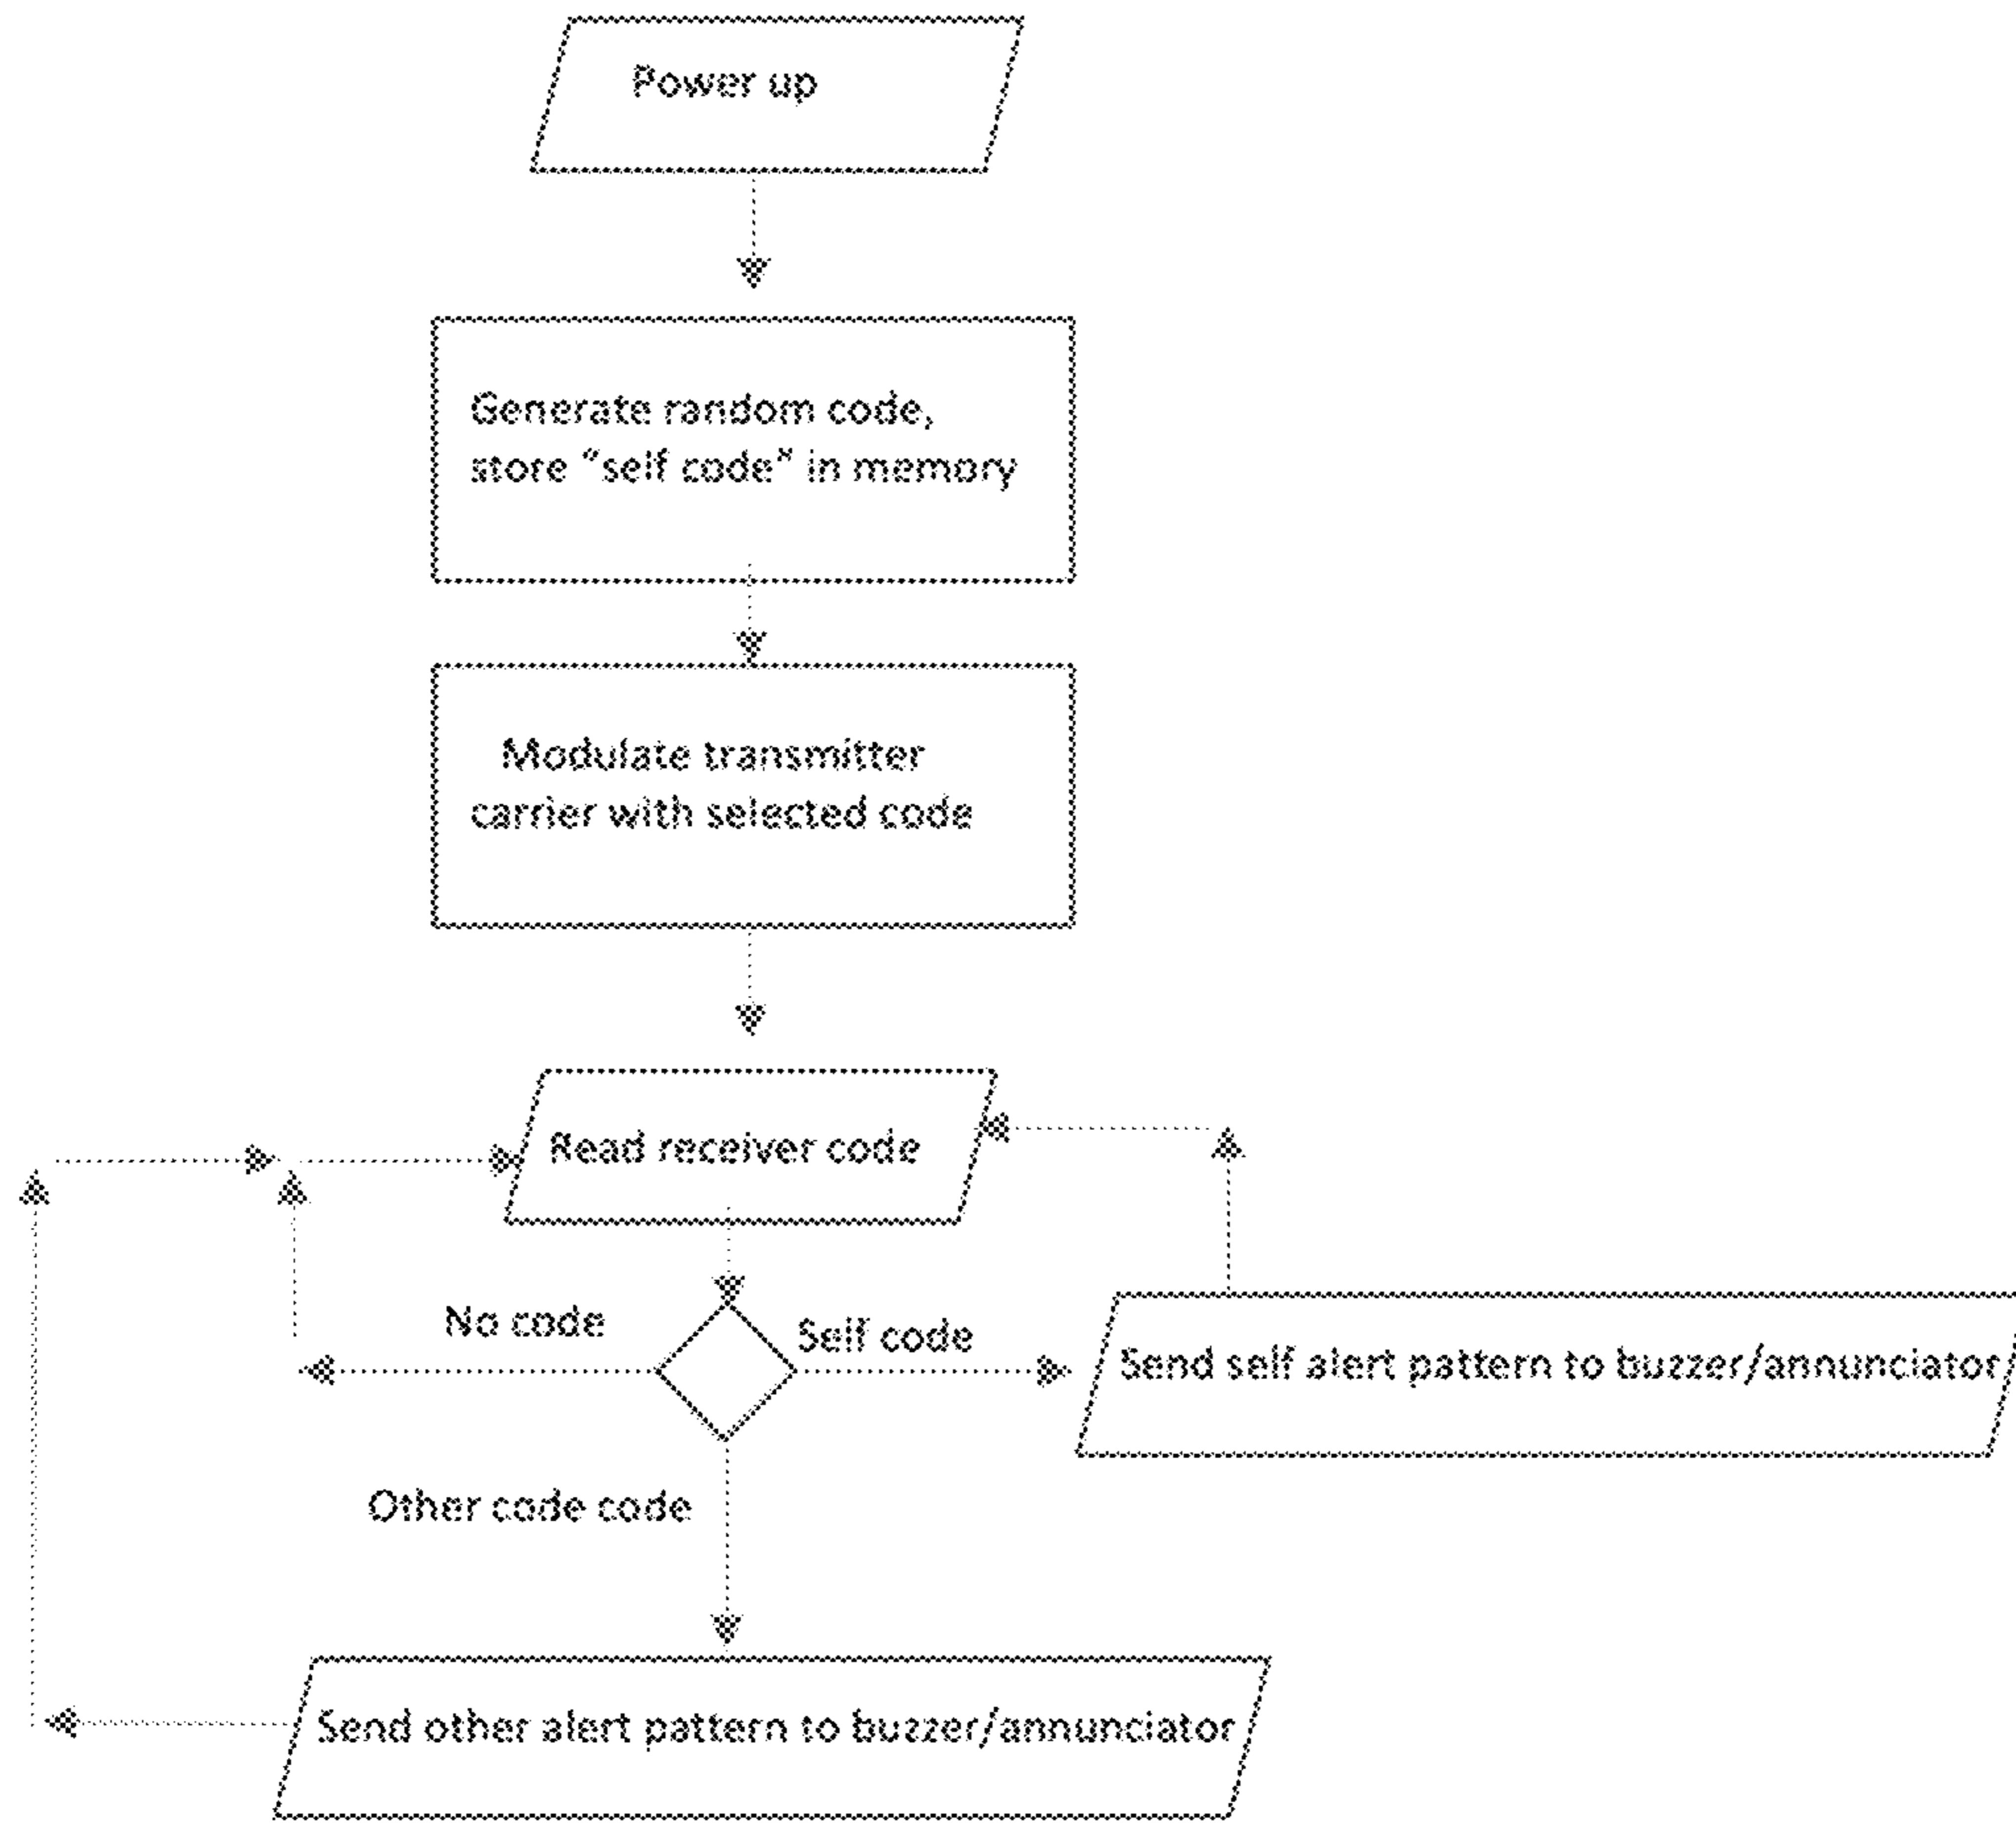 Power up
Generate random code,
store "self code" in memory
Modulate transmitter
carrier with selected code
Read receiver code
No code
Self code
Send self alert pattern to buzzer/annunciator
Other code code
Send other alert pattern to buzzer/annunciator